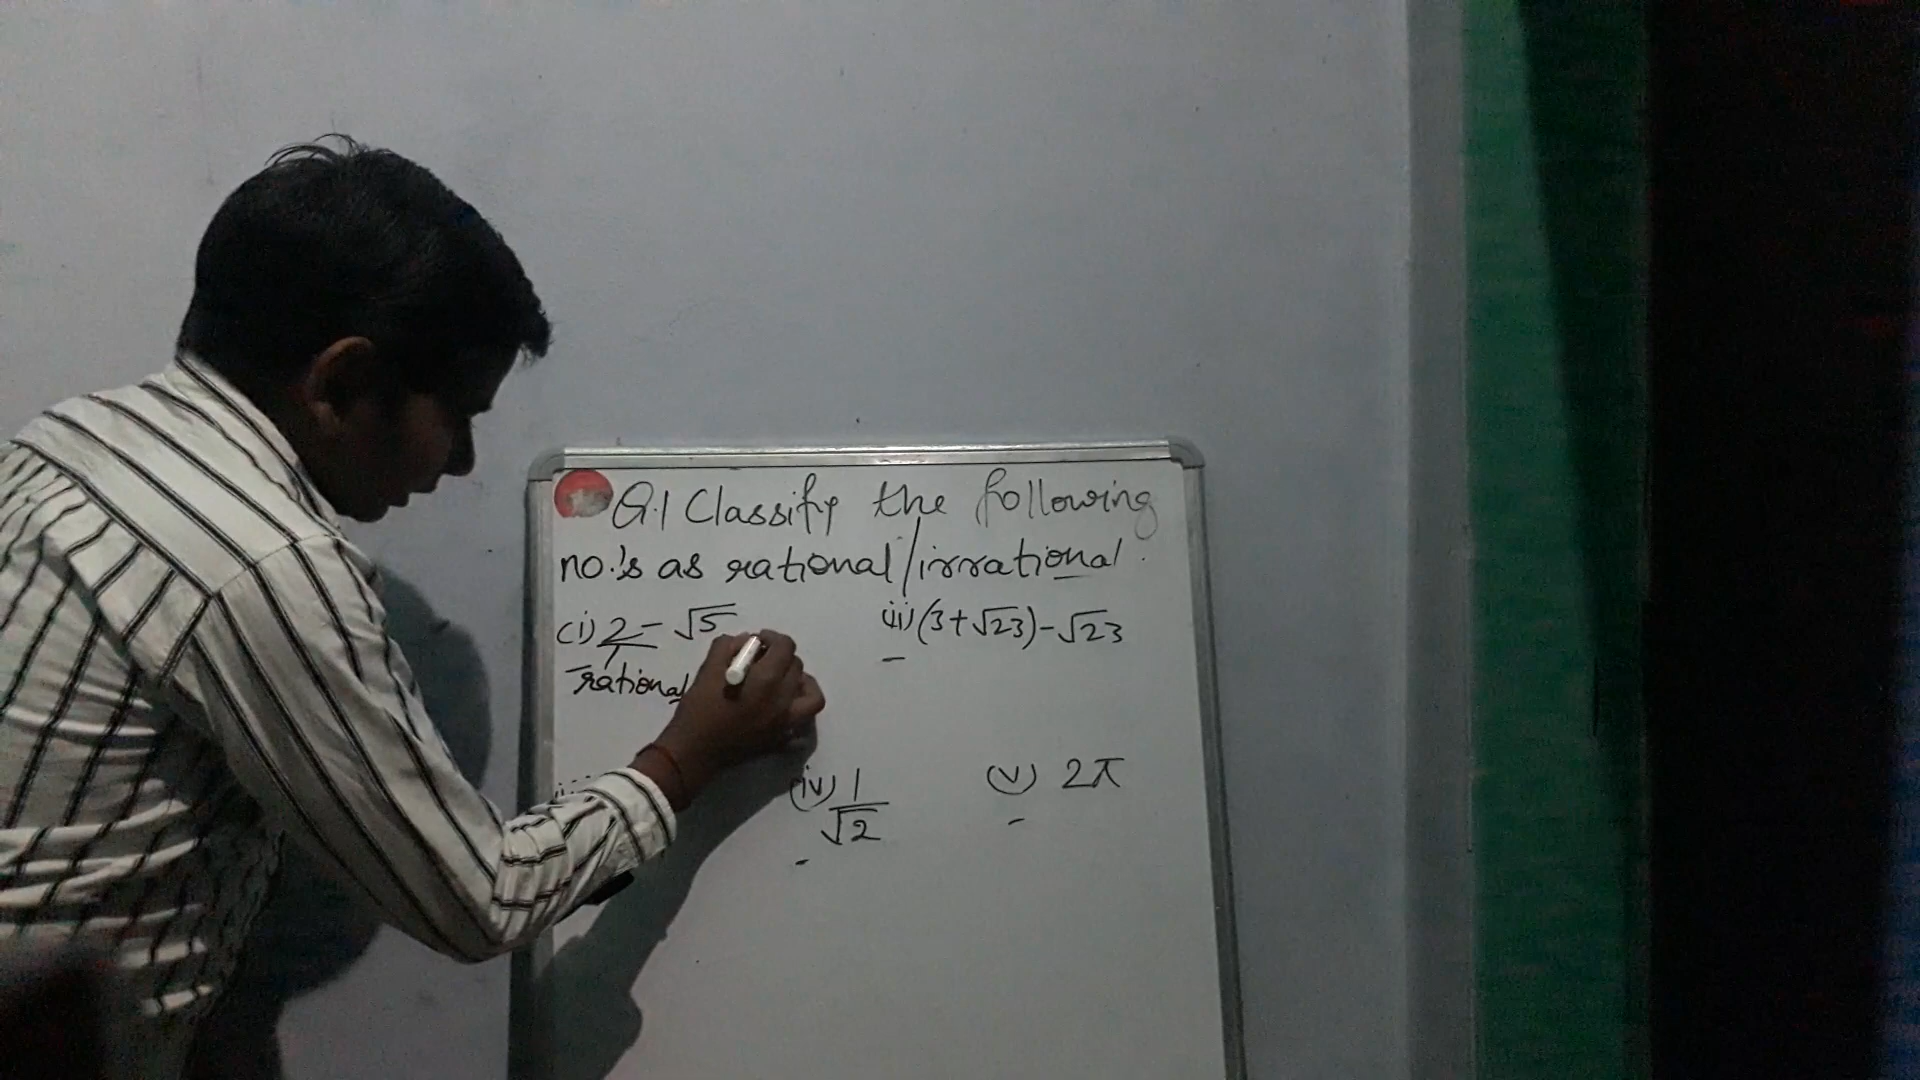 Q.1 Classify the following
no.'s as rational/irrational.
(i) 2 - √5
rational
(ii) (3+√23)-√23
(iv) 1/√2
(v) 2π